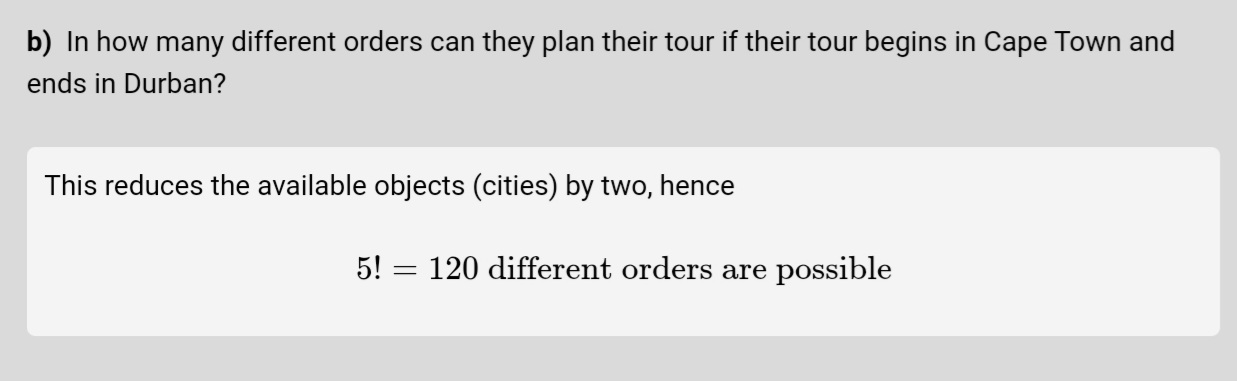 b) In how many different orders can they plan their tour if their tour begins in Cape Town and
ends in Durban?
This reduces the available objects (cities) by two, hence
5! = 120 different orders are possible